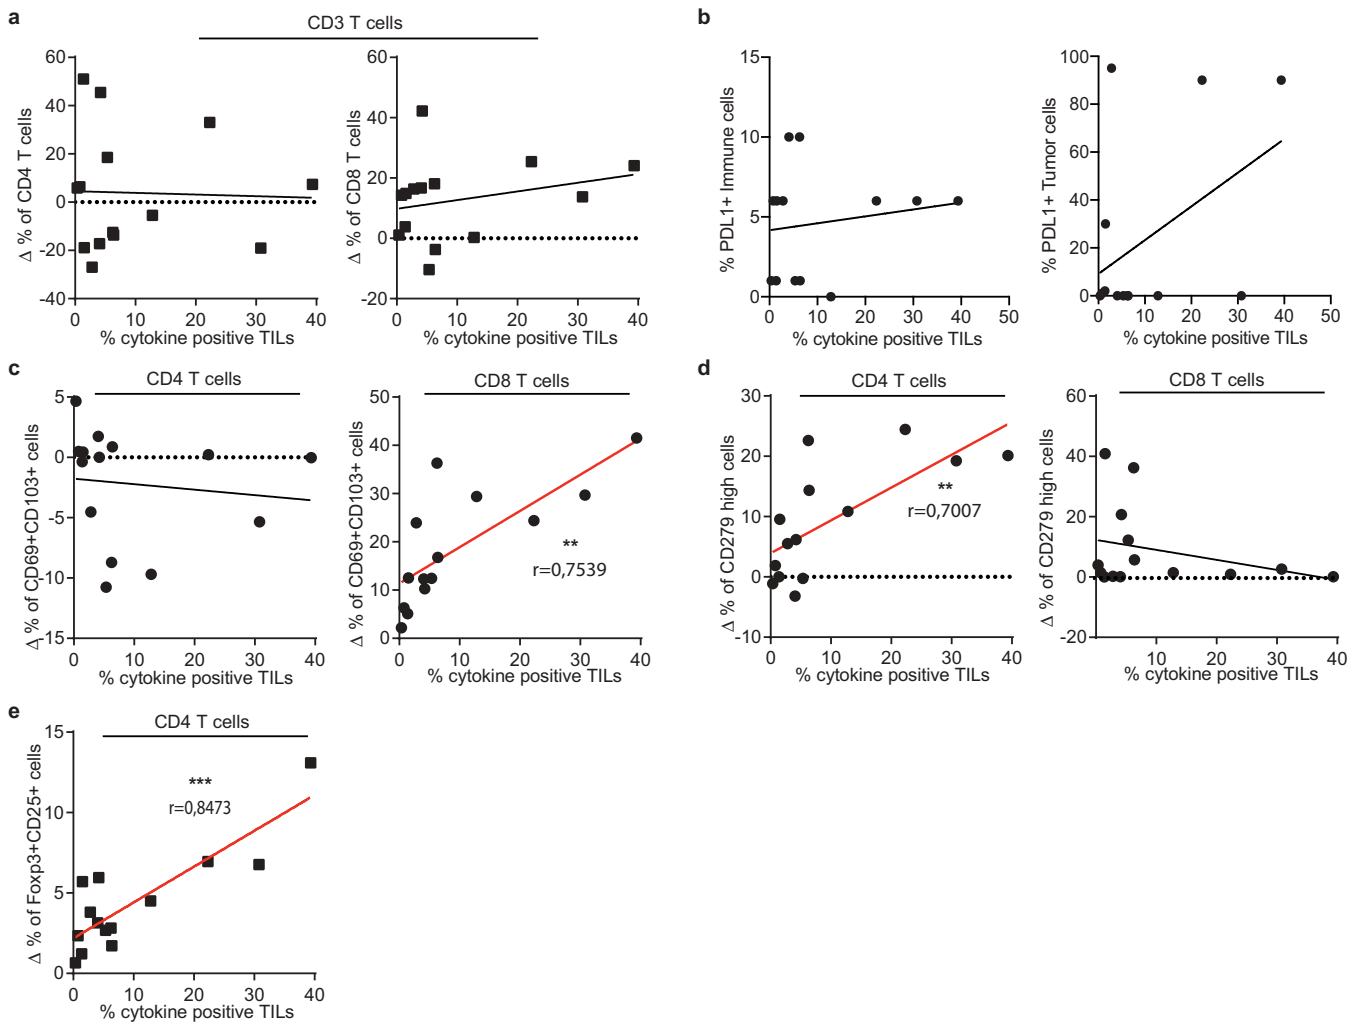 a
CD3 T cells
60
40
20
0
-20
-40
0
10
20
30
40
Δ % of CD4 T cells
% cytokine positive TILs
60
40
20
0
-20
0
10
20
30
40
Δ % of CD8 T cells
% cytokine positive TILs
b
15
10
5
0
0
10
20
30
40
50
% PDL1+ Immune cells
% cytokine positive TILs
100
80
60
40
20
0
0
10
20
30
40
50
% PDL1+ Tumor cells
% cytokine positive TILs
c
CD4 T cells
5
0
-5
-10
-15
0
10
20
30
40
Δ % of CD69+CD103+ cells
% cytokine positive TILs
CD8 T cells
50
40
30
20
10
0
0
10
20
30
40
Δ % of CD69+CD103+ cells
**
r=0,7539
% cytokine positive TILs
d
CD4 T cells
30
20
10
0
-10
0
10
20
30
40
Δ % of CD279 high cells
**
r=0,7007
% cytokine positive TILs
CD8 T cells
60
40
20
0
-20
10
20
30
40
Δ % of CD279 high cells
% cytokine positive TILs
e
CD4 T cells
15
10
5
0
0
10
20
30
40
Δ % of Foxp3+CD25+ cells
***
r=0,8473
% cytokine positive TILs